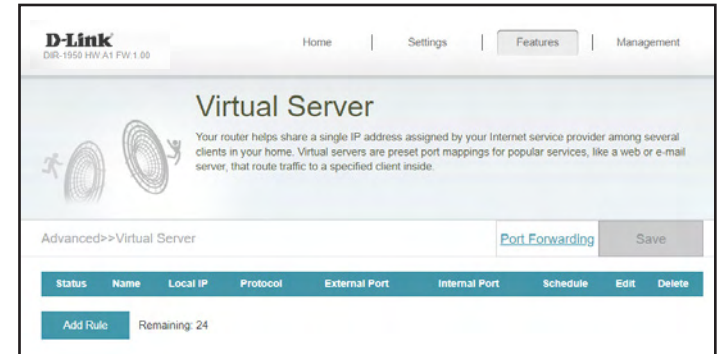 D-Link
DIR-1950 HW:A1 FW:1.00
Home | Settings | Features | Management
Virtual Server
Your router helps share a single IP address assigned by your Internet service provider among several
clients in your home. Virtual servers are preset port mappings for popular services, like a web or e-mail
server, that route traffic to a specified client inside.
Advanced>>Virtual Server
Port Forwarding
Save
Status Name Local IP Protocol External Port Internal Port Schedule Edit Delete
Add Rule Remaining: 24